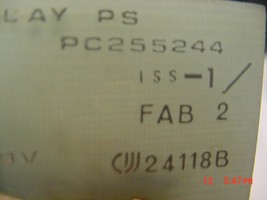 LAY PS
PC255244
ISS-1/
FAB 2
24118B